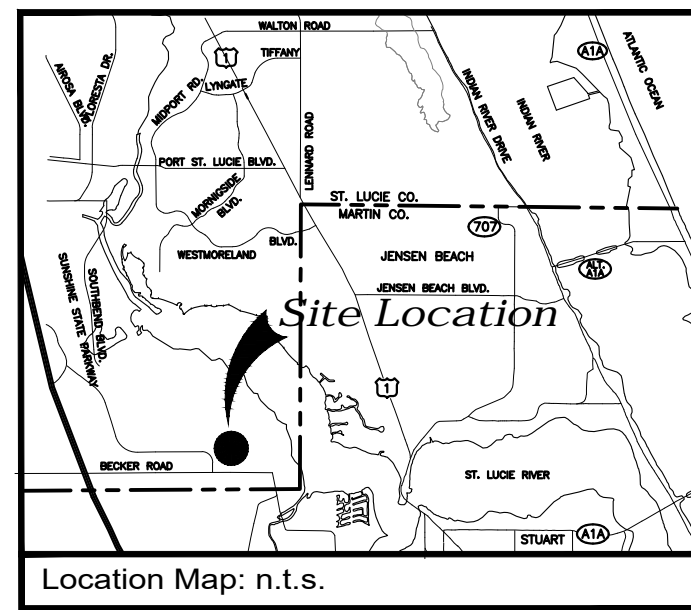 WALTON ROAD
TIFFANY
1
LYNGATE
A1A
ATLANTIC OCEAN
AIROSA BLVD.
FLORESTA DR.
MIDPORT RD.
INDIAN RIVER DRIVE
INDIAN RIVER
LENNARD ROAD
PORT ST. LUCIE BLVD.
MORNIGSIDE
BLVD.
ST. LUCIE CO.
MARTIN CO.
707
WESTMORELAND
BLVD.
JENSEN BEACH
ALT.
A1A
JENSEN BEACH BLVD.
SOUTHBEND BLVD.
SUNSHINE STATE
PARKWAY
Site Location
1
BECKER ROAD
ST. LUCIE RIVER
STUART
A1A
Location Map: n.t.s.